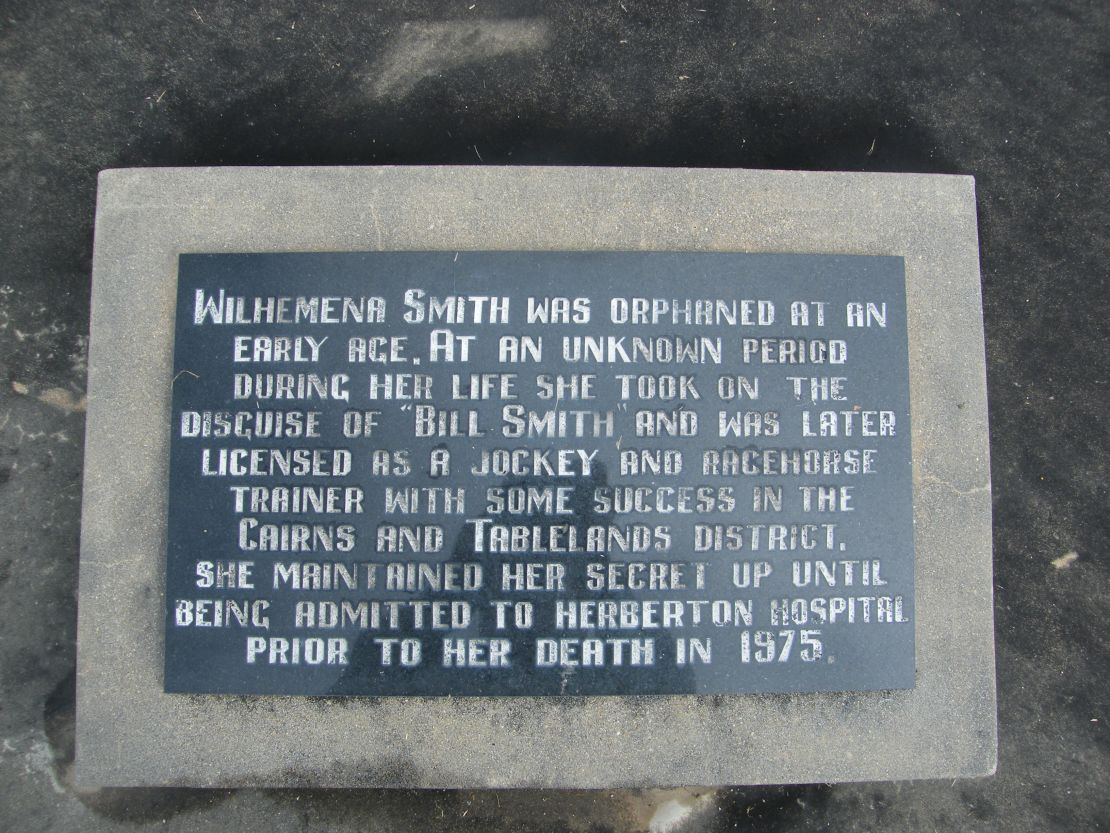 WILHEMENA SMITH WAS ORPHANED AT AN
EARLY AGE. AT AN UNKNOWN PERIOD
DURING HER LIFE SHE TOOK ON THE
DISGUISE OF "BILL SMITH" AND WAS LATER
LICENSED AS A JOCKEY AND RACEHORSE
TRAINER WITH SOME SUCCESS IN THE
CAIRNS AND TABLELANDS DISTRICT.
SHE MAINTAINED HER SECRET UP UNTIL
BEING ADMITTED TO HERBERTON HOSPITAL
PRIOR TO HER DEATH IN 1975.